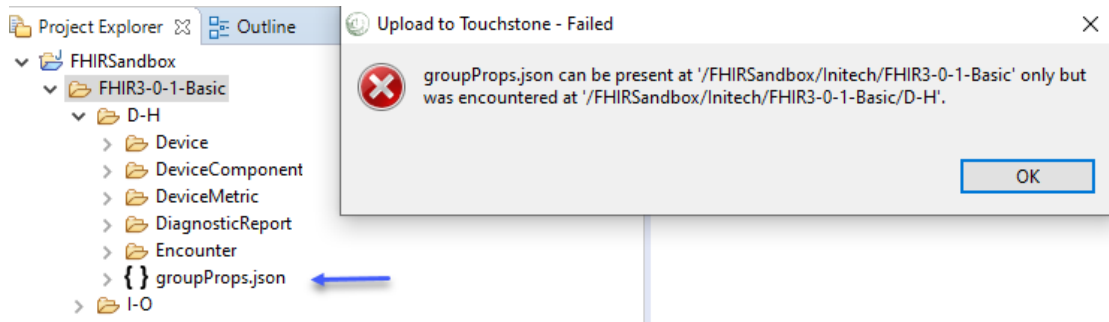 Project Explorer
Outline
FHIRSandbox
FHIR3-0-1-Basic
D-H
Device
DeviceComponent
DeviceMetric
DiagnosticReport
Encounter
{ } groupProps.json
I-O
Upload to Touchstone - Failed
groupProps.json can be present at '/FHIRSandbox/Initech/FHIR3-0-1-Basic' only but
was encountered at '/FHIRSandbox/Initech/FHIR3-0-1-Basic/D-H'.
OK